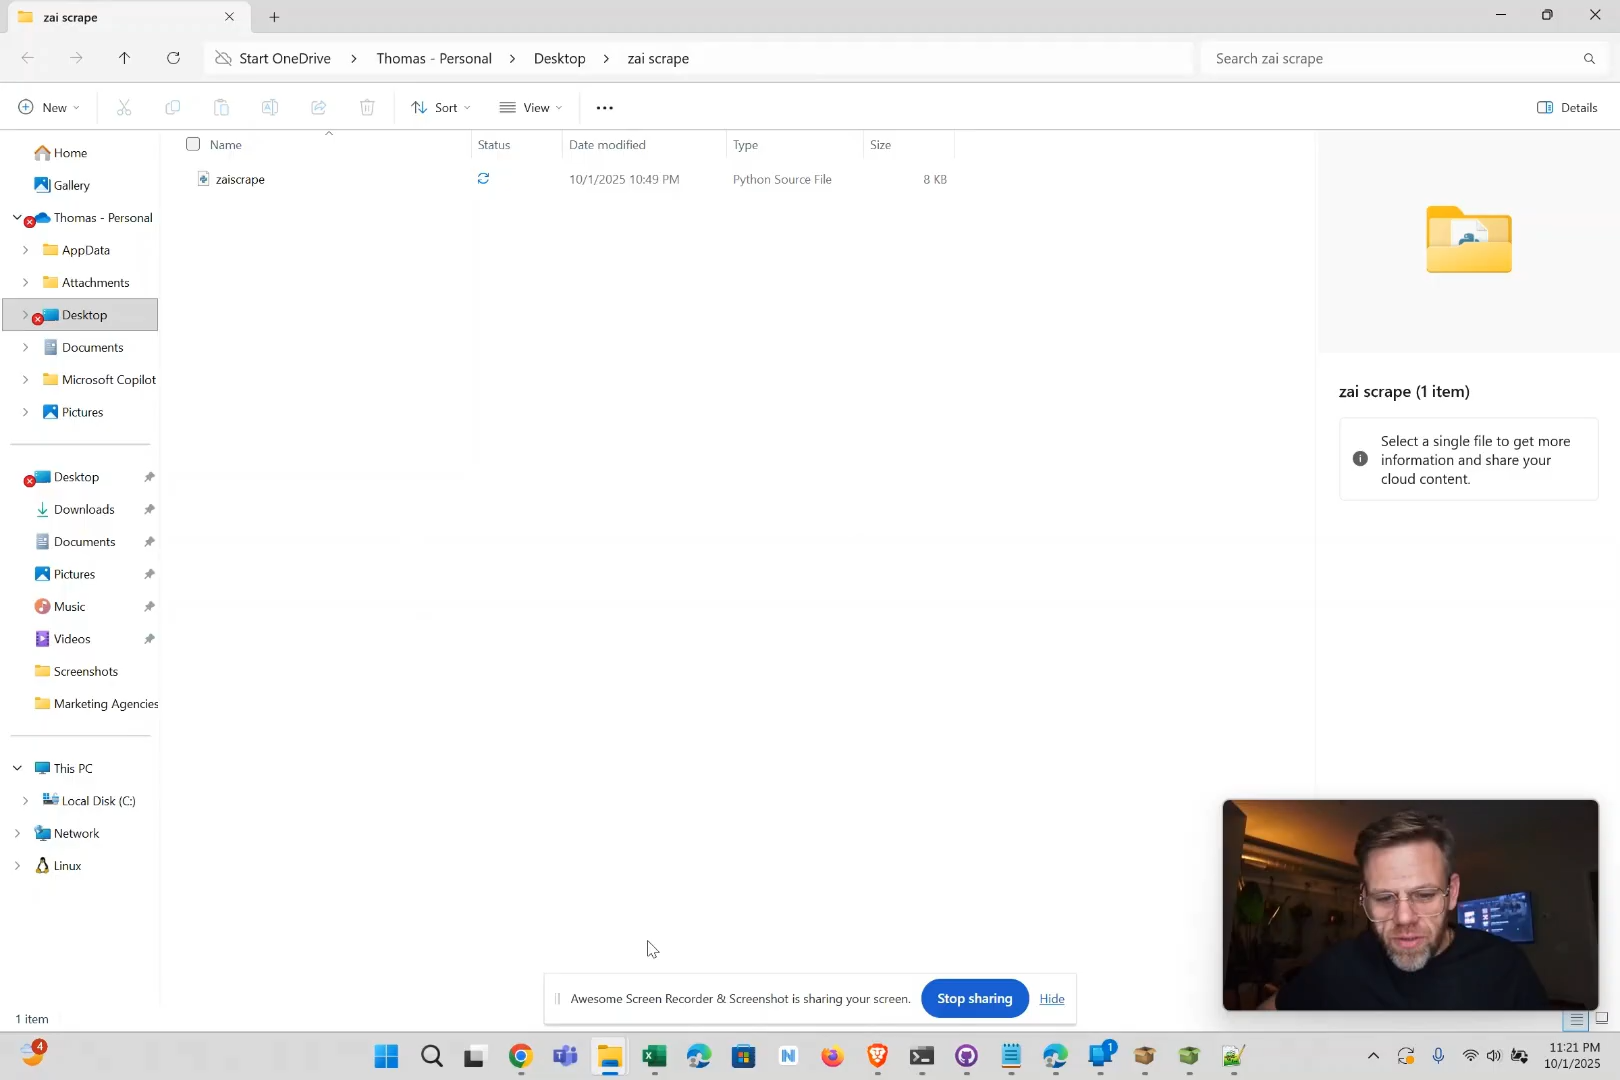 zai scrape
Start OneDrive > Thomas - Personal > Desktop > zai scrape
Search zai scrape
New
Sort
View
Details
Home
Gallery
Thomas - Personal
AppData
Attachments
Desktop
Documents
Microsoft Copilot
Pictures
Desktop
Downloads
Documents
Pictures
Music
Videos
Screenshots
Marketing Agencies
This PC
Local Disk (C:)
Network
Linux
Name Status Date modified Type Size
zaiscrape 10/1/2025 10:49 PM Python Source File 8 KB
zai scrape (1 item)
Select a single file to get more
information and share your
cloud content.
Awesome Screen Recorder & Screenshot is sharing your screen.
Stop sharing
Hide
1 item
4
1
11:21 PM
10/1/2025